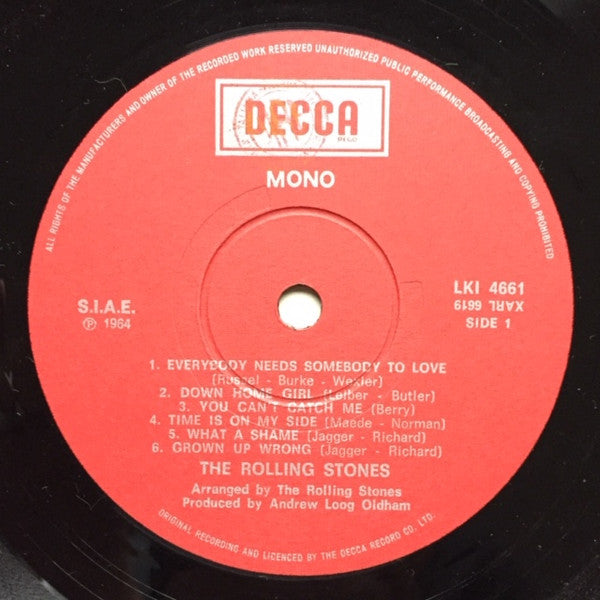 ALL RIGHTS OF THE MANUFACTURERS AND OWNER OF THE RECORDED WORK RESERVED UNAUTHORIZED PUBLIC PERFORMANCE BROADCASTING AND COPYING PROHIBITED
DECCA
REGD
MONO
S.I.A.E.
Ⓟ 1964
LKI 4661
XARL 6619
SIDE 1
1. EVERYBODY NEEDS SOMEBODY TO LOVE
(Russel - Burke - Wexler)
2. DOWN HOME GIRL (Leiber - Butler)
3. YOU CAN'T CATCH ME (Berry)
4. TIME IS ON MY SIDE (Maede - Norman)
5. WHAT A SHAME (Jagger - Richard)
6. GROWN UP WRONG (Jagger - Richard)
THE ROLLING STONES
Arranged by The Rolling Stones
Produced by Andrew Loog Oldham
ORIGINAL RECORDING AND LICENCED BY THE DECCA RECORD CO. LTD.